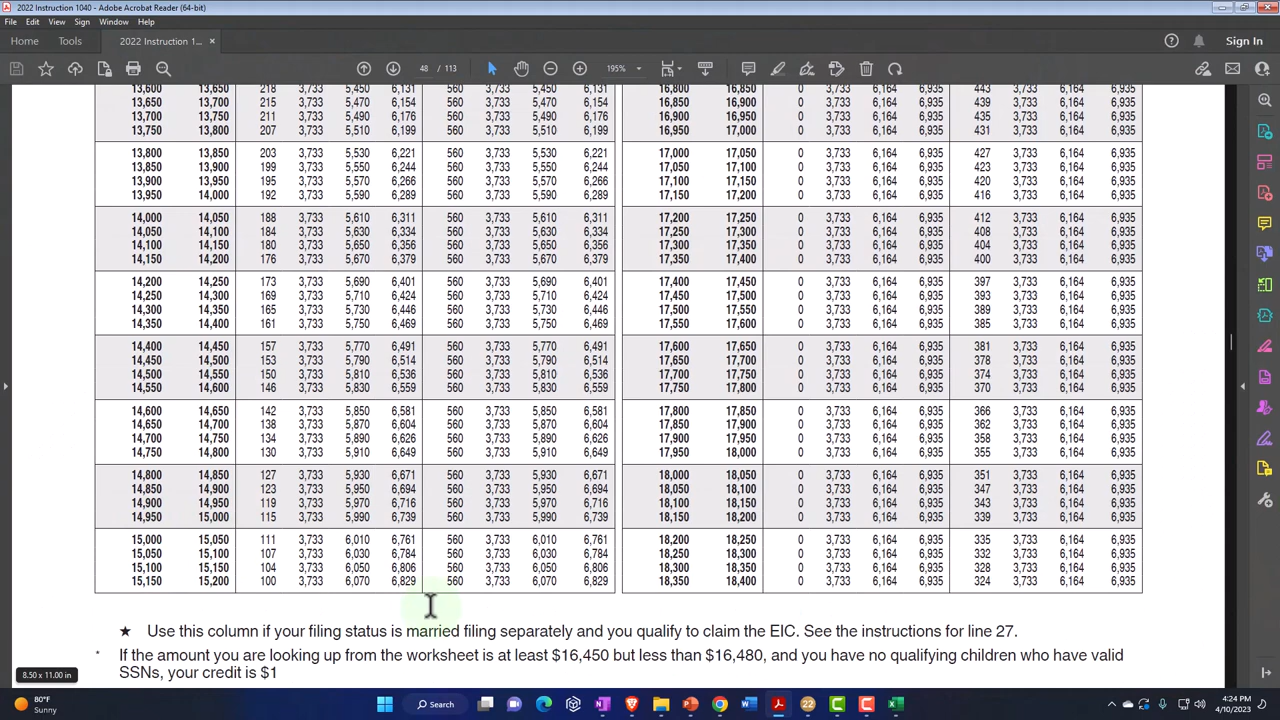 2022 Instruction 1040 - Adobe Acrobat Reader (64-bit)
File Edit View Sign Window Help
Home Tools 2022 Instruction 1... × Sign In
48 / 113 195%
13,600 13,650 218 3,733 5,450 6,131 560 3,733 5,450 6,131 16,800 16,850 0 3,733 6,164 6,935 443 3,733 6,164 6,935
13,650 13,700 215 3,733 5,470 6,154 560 3,733 5,470 6,154 16,850 16,900 0 3,733 6,164 6,935 439 3,733 6,164 6,935
13,700 13,750 211 3,733 5,490 6,176 560 3,733 5,490 6,176 16,900 16,950 0 3,733 6,164 6,935 435 3,733 6,164 6,935
13,750 13,800 207 3,733 5,510 6,199 560 3,733 5,510 6,199 16,950 17,000 0 3,733 6,164 6,935 431 3,733 6,164 6,935
13,800 13,850 203 3,733 5,530 6,221 560 3,733 5,530 6,221 17,000 17,050 0 3,733 6,164 6,935 427 3,733 6,164 6,935
13,850 13,900 199 3,733 5,550 6,244 560 3,733 5,550 6,244 17,050 17,100 0 3,733 6,164 6,935 423 3,733 6,164 6,935
13,900 13,950 195 3,733 5,570 6,266 560 3,733 5,570 6,266 17,100 17,150 0 3,733 6,164 6,935 420 3,733 6,164 6,935
13,950 14,000 192 3,733 5,590 6,289 560 3,733 5,590 6,289 17,150 17,200 0 3,733 6,164 6,935 416 3,733 6,164 6,935
14,000 14,050 188 3,733 5,610 6,311 560 3,733 5,610 6,311 17,200 17,250 0 3,733 6,164 6,935 412 3,733 6,164 6,935
14,050 14,100 184 3,733 5,630 6,334 560 3,733 5,630 6,334 17,250 17,300 0 3,733 6,164 6,935 408 3,733 6,164 6,935
14,100 14,150 180 3,733 5,650 6,356 560 3,733 5,650 6,356 17,300 17,350 0 3,733 6,164 6,935 404 3,733 6,164 6,935
14,150 14,200 176 3,733 5,670 6,379 560 3,733 5,670 6,379 17,350 17,400 0 3,733 6,164 6,935 400 3,733 6,164 6,935
14,200 14,250 173 3,733 5,690 6,401 560 3,733 5,690 6,401 17,400 17,450 0 3,733 6,164 6,935 397 3,733 6,164 6,935
14,250 14,300 169 3,733 5,710 6,424 560 3,733 5,710 6,424 17,450 17,500 0 3,733 6,164 6,935 393 3,733 6,164 6,935
14,300 14,350 165 3,733 5,730 6,446 560 3,733 5,730 6,446 17,500 17,550 0 3,733 6,164 6,935 389 3,733 6,164 6,935
14,350 14,400 161 3,733 5,750 6,469 560 3,733 5,750 6,469 17,550 17,600 0 3,733 6,164 6,935 385 3,733 6,164 6,935
14,400 14,450 157 3,733 5,770 6,491 560 3,733 5,770 6,491 17,600 17,650 0 3,733 6,164 6,935 381 3,733 6,164 6,935
14,450 14,500 153 3,733 5,790 6,514 560 3,733 5,790 6,514 17,650 17,700 0 3,733 6,164 6,935 378 3,733 6,164 6,935
14,500 14,550 150 3,733 5,810 6,536 560 3,733 5,810 6,536 17,700 17,750 0 3,733 6,164 6,935 374 3,733 6,164 6,935
14,550 14,600 146 3,733 5,830 6,559 560 3,733 5,830 6,559 17,750 17,800 0 3,733 6,164 6,935 370 3,733 6,164 6,935
14,600 14,650 142 3,733 5,850 6,581 560 3,733 5,850 6,581 17,800 17,850 0 3,733 6,164 6,935 366 3,733 6,164 6,935
14,650 14,700 138 3,733 5,870 6,604 560 3,733 5,870 6,604 17,850 17,900 0 3,733 6,164 6,935 362 3,733 6,164 6,935
14,700 14,750 134 3,733 5,890 6,626 560 3,733 5,890 6,626 17,900 17,950 0 3,733 6,164 6,935 358 3,733 6,164 6,935
14,750 14,800 130 3,733 5,910 6,649 560 3,733 5,910 6,649 17,950 18,000 0 3,733 6,164 6,935 355 3,733 6,164 6,935
14,800 14,850 127 3,733 5,930 6,671 560 3,733 5,930 6,671 18,000 18,050 0 3,733 6,164 6,935 351 3,733 6,164 6,935
14,850 14,900 123 3,733 5,950 6,694 560 3,733 5,950 6,694 18,050 18,100 0 3,733 6,164 6,935 347 3,733 6,164 6,935
14,900 14,950 119 3,733 5,970 6,716 560 3,733 5,970 6,716 18,100 18,150 0 3,733 6,164 6,935 343 3,733 6,164 6,935
14,950 15,000 115 3,733 5,990 6,739 560 3,733 5,990 6,739 18,150 18,200 0 3,733 6,164 6,935 339 3,733 6,164 6,935
15,000 15,050 111 3,733 6,010 6,761 560 3,733 6,010 6,761 18,200 18,250 0 3,733 6,164 6,935 335 3,733 6,164 6,935
15,050 15,100 107 3,733 6,030 6,784 560 3,733 6,030 6,784 18,250 18,300 0 3,733 6,164 6,935 332 3,733 6,164 6,935
15,100 15,150 104 3,733 6,050 6,806 560 3,733 6,050 6,806 18,300 18,350 0 3,733 6,164 6,935 328 3,733 6,164 6,935
15,150 15,200 100 3,733 6,070 6,829 560 3,733 6,070 6,829 18,350 18,400 0 3,733 6,164 6,935 324 3,733 6,164 6,935
★ Use this column if your filing status is married filing separately and you qualify to claim the EIC. See the instructions for line 27.
* If the amount you are looking up from the worksheet is at least $16,450 but less than $16,480, and you have no qualifying children who have valid
SSNs, your credit is $1
8.50 x 11.00 in
80°F
Sunny
Search
22
4:24 PM
4/10/2023